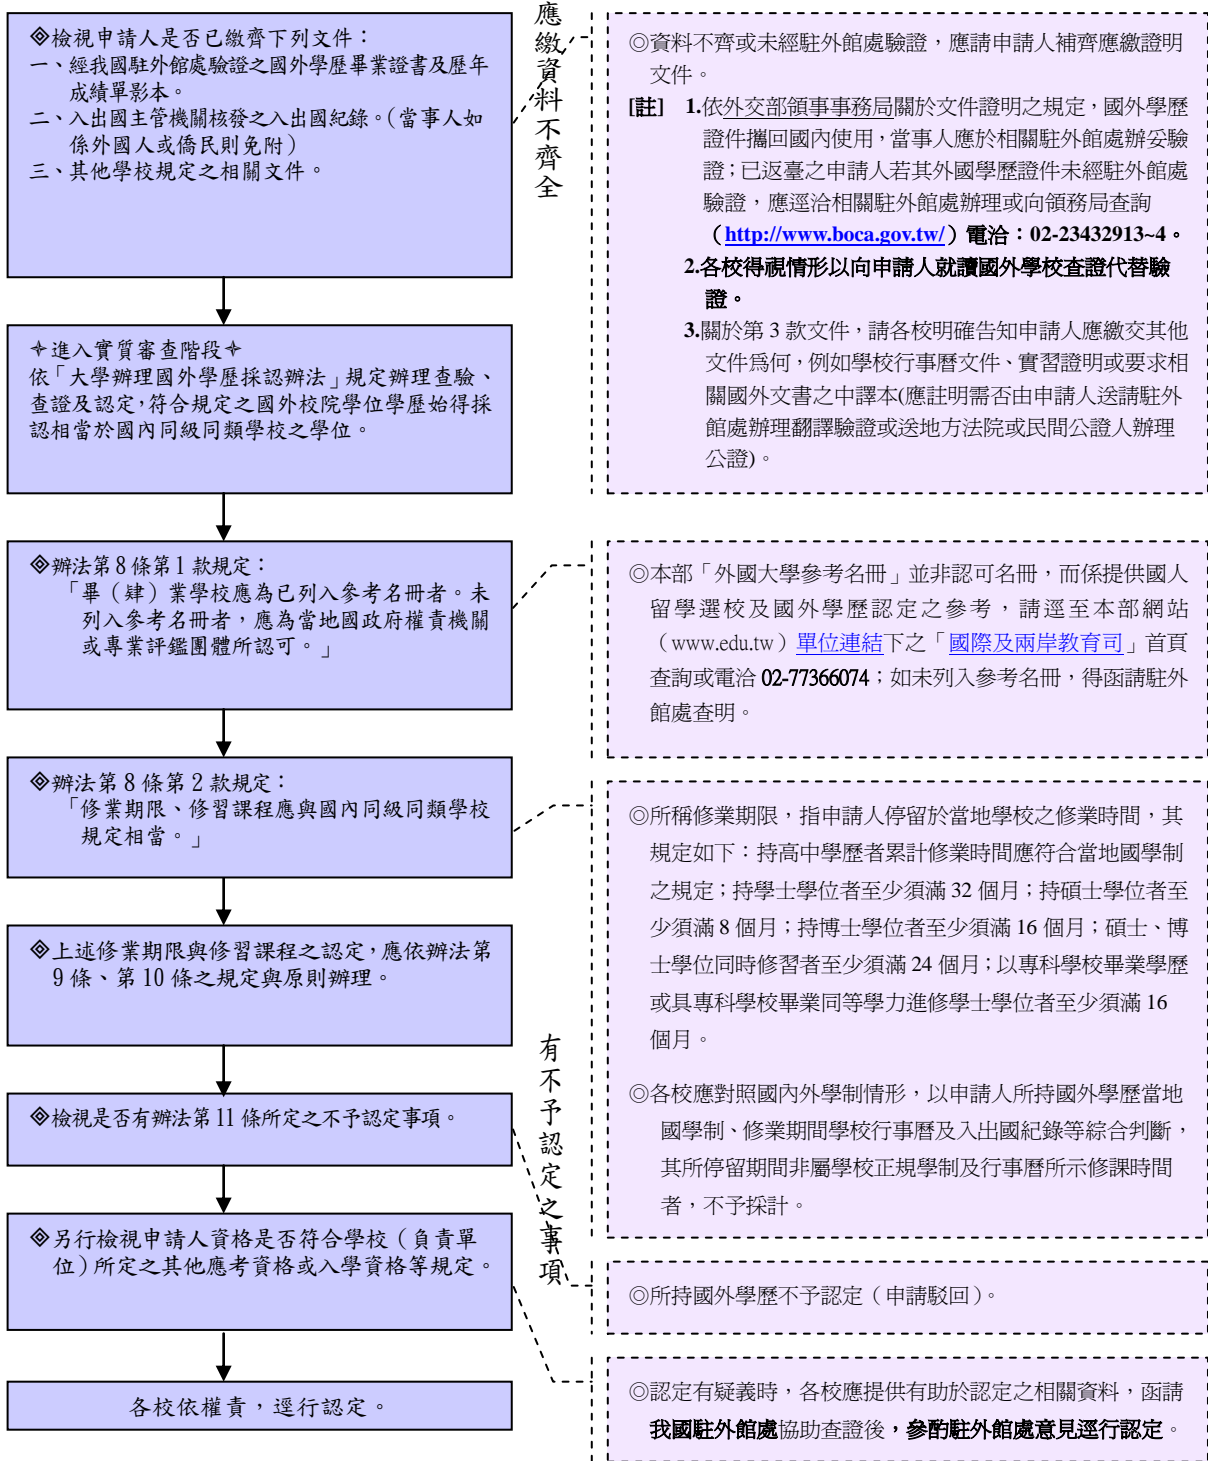 ◈檢視申請人是否已繳齊下列文件：
一、經我國駐外館處驗證之國外學歷畢業證書及歷年
成績單影本。
二、入出國主管機關核發之入出國紀錄。（當事人如
係外國人或僑民則免附）
三、其他學校規定之相關文件。
應繳資料不齊全
◎資料不齊或未經駐外館處驗證，應請申請人補齊應繳證明
文件。
[註] 1.依外交部領事事務局關於文件證明之規定，國外學歷
證件攜回國內使用，當事人應於相關駐外館處辦妥驗
證；已返臺之申請人若其外國學歷證件未經駐外館處
驗證，應逕洽相關駐外館處辦理或向領務局查詢
（http://www.boca.gov.tw/）電洽：02-23432913~4。
2.各校得視情形以向申請人就讀國外學校查證代替驗
證。
3.關於第 3 款文件，請各校明確告知申請人應繳交其他
文件為何，例如學校行事曆文件、實習證明或要求相
關國外文書之中譯本(應註明需否由申請人送請駐外
館處辦理翻譯驗證或送地方法院或民間公證人辦理
公證)。
✧進入實質審查階段✧
依「大學辦理國外學歷採認辦法」規定辦理查驗、
查證及認定，符合規定之國外校院學位學歷始得採
認相當於國內同級同類學校之學位。
◈辦法第 8 條第 1 款規定：
「畢（肄）業學校應為已列入參考名冊者。未
列入參考名冊者，應為當地國政府權責機關
或專業評鑑團體所認可。」
◎本部「外國大學參考名冊」並非認可名冊，而係提供國人
留學選校及國外學歷認定之參考，請逕至本部網站
（www.edu.tw）單位連結下之「國際及兩岸教育司」首頁
查詢或電洽 02-77366074；如未列入參考名冊，得函請駐外
館處查明。
◈辦法第 8 條第 2 款規定：
「修業期限、修習課程應與國內同級同類學校
規定相當。」
◎所稱修業期限，指申請人停留於當地學校之修業時間，其
規定如下：持高中學歷者累計修業時間應符合當地國學制
之規定；持學士學位者至少須滿 32 個月；持碩士學位者至
少須滿 8 個月；持博士學位者至少須滿 16 個月；碩士、博
士學位同時修習者至少須滿 24 個月；以專科學校畢業學歷
或具專科學校畢業同等學力進修學士學位者至少須滿 16
個月。
◎各校應對照國內外學制情形，以申請人所持國外學歷當地
國學制、修業期間學校行事曆及入出國紀錄等綜合判斷，
其所停留期間非屬學校正規學制及行事曆所示修課時間
者，不予採計。
◈上述修業期限與修習課程之認定，應依辦法第
9 條、第 10 條之規定與原則辦理。
◈檢視是否有辦法第 11 條所定之不予認定事項。
有不予認定之事項
◎所持國外學歷不予認定（申請駁回）。
◈另行檢視申請人資格是否符合學校（負責單
位）所定之其他應考資格或入學資格等規定。
◎認定有疑義時，各校應提供有助於認定之相關資料，函請
我國駐外館處協助查證後，參酌駐外館處意見逕行認定。
各校依權責，逕行認定。